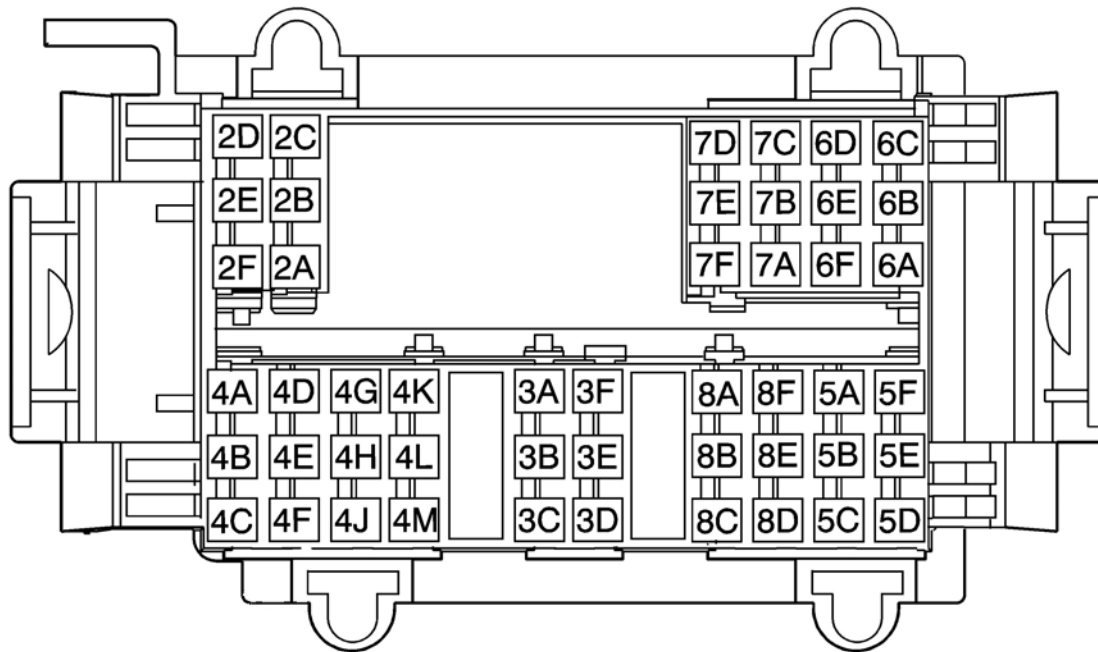 2D 2C 7D 7C 6D 6C
2E 2B 7E 7B 6E 6B
2F 2A 7F 7A 6F 6A
4A 4D 4G 4K 3A 3F 8A 8F 5A 5F
4B 4E 4H 4L 3B 3E 8B 8E 5B 5E
4C 4F 4J 4M 3C 3D 8C 8D 5C 5D